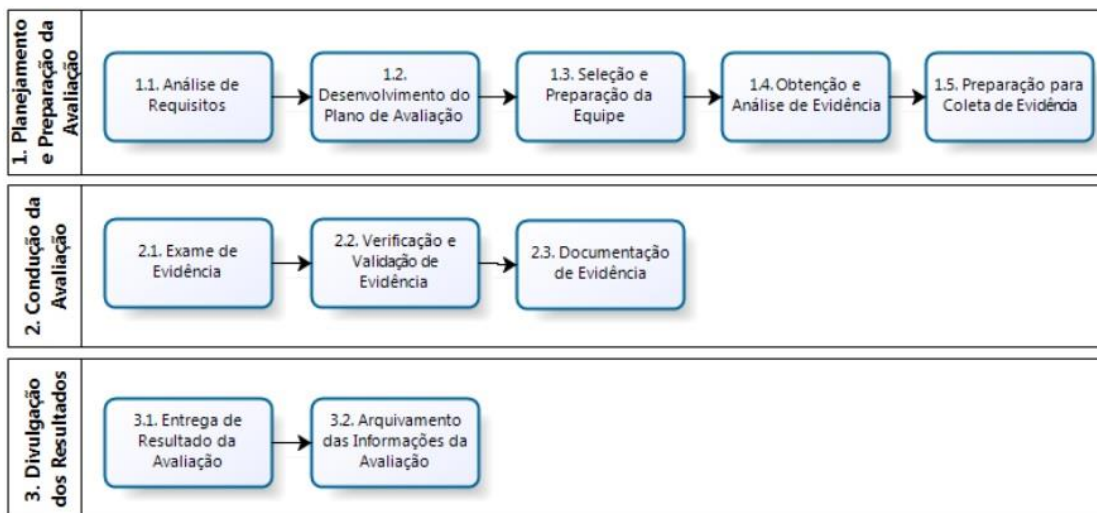 1. Planejamento
e Preparação da
Avaliação
1.1. Análise de
Requisitos
1.2.
Desenvolvimento do
Plano de Avaliação
1.3. Seleção e
Preparação da
Equipe
1.4. Obtenção e
Análise de Evidência
1.5. Preparação para
Coleta de Evidência
2. Condução da
Avaliação
2.1. Exame de
Evidência
2.2. Verificação e
Validação de
Evidência
2.3. Documentação
de Evidência
3. Divulgação
dos Resultados
3.1. Entrega de
Resultado da
Avaliação
3.2. Arquivamento
das Informações da
Avaliação